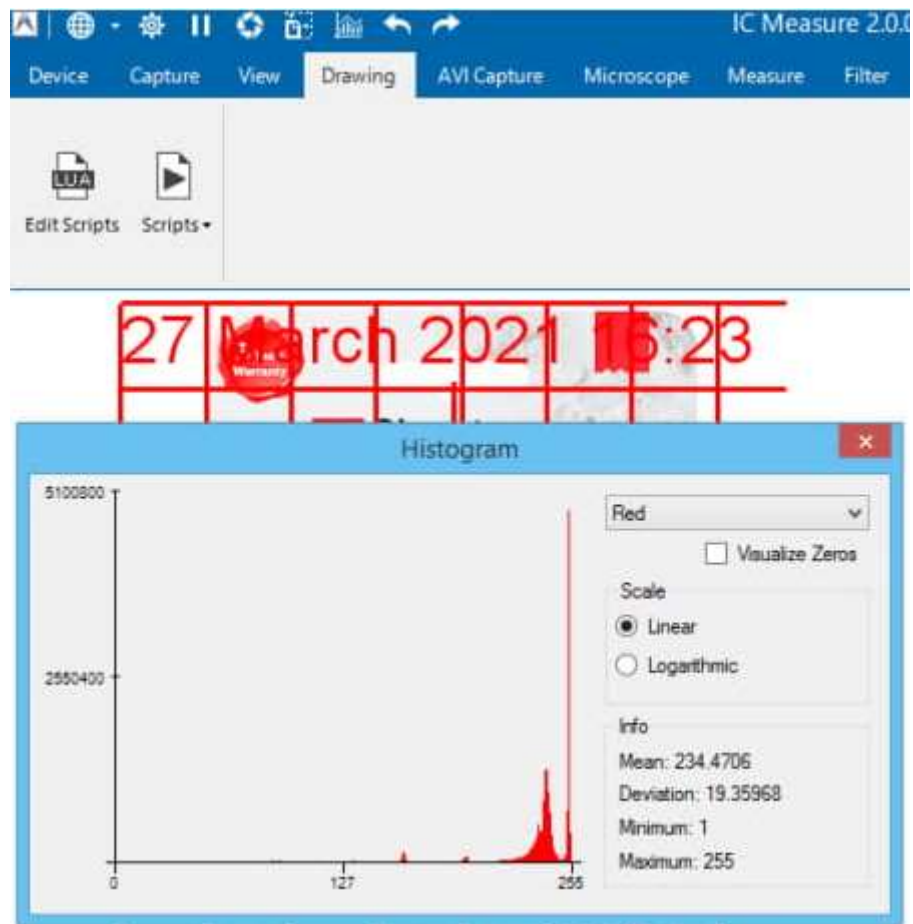 IC Measure 2.0.0
Device Capture View Drawing AVI Capture Microscope Measure Filter
LUA
Edit Scripts Scripts
27 March 2021 16:23
Warranty
Histogram
5100800
Red
Visualize Zeros
Scale
Linear
2550400
Logarithmic
Info
Mean: 234.4706
Deviation: 19.35968
Minimum: 1
Maximum: 255
0 127 255